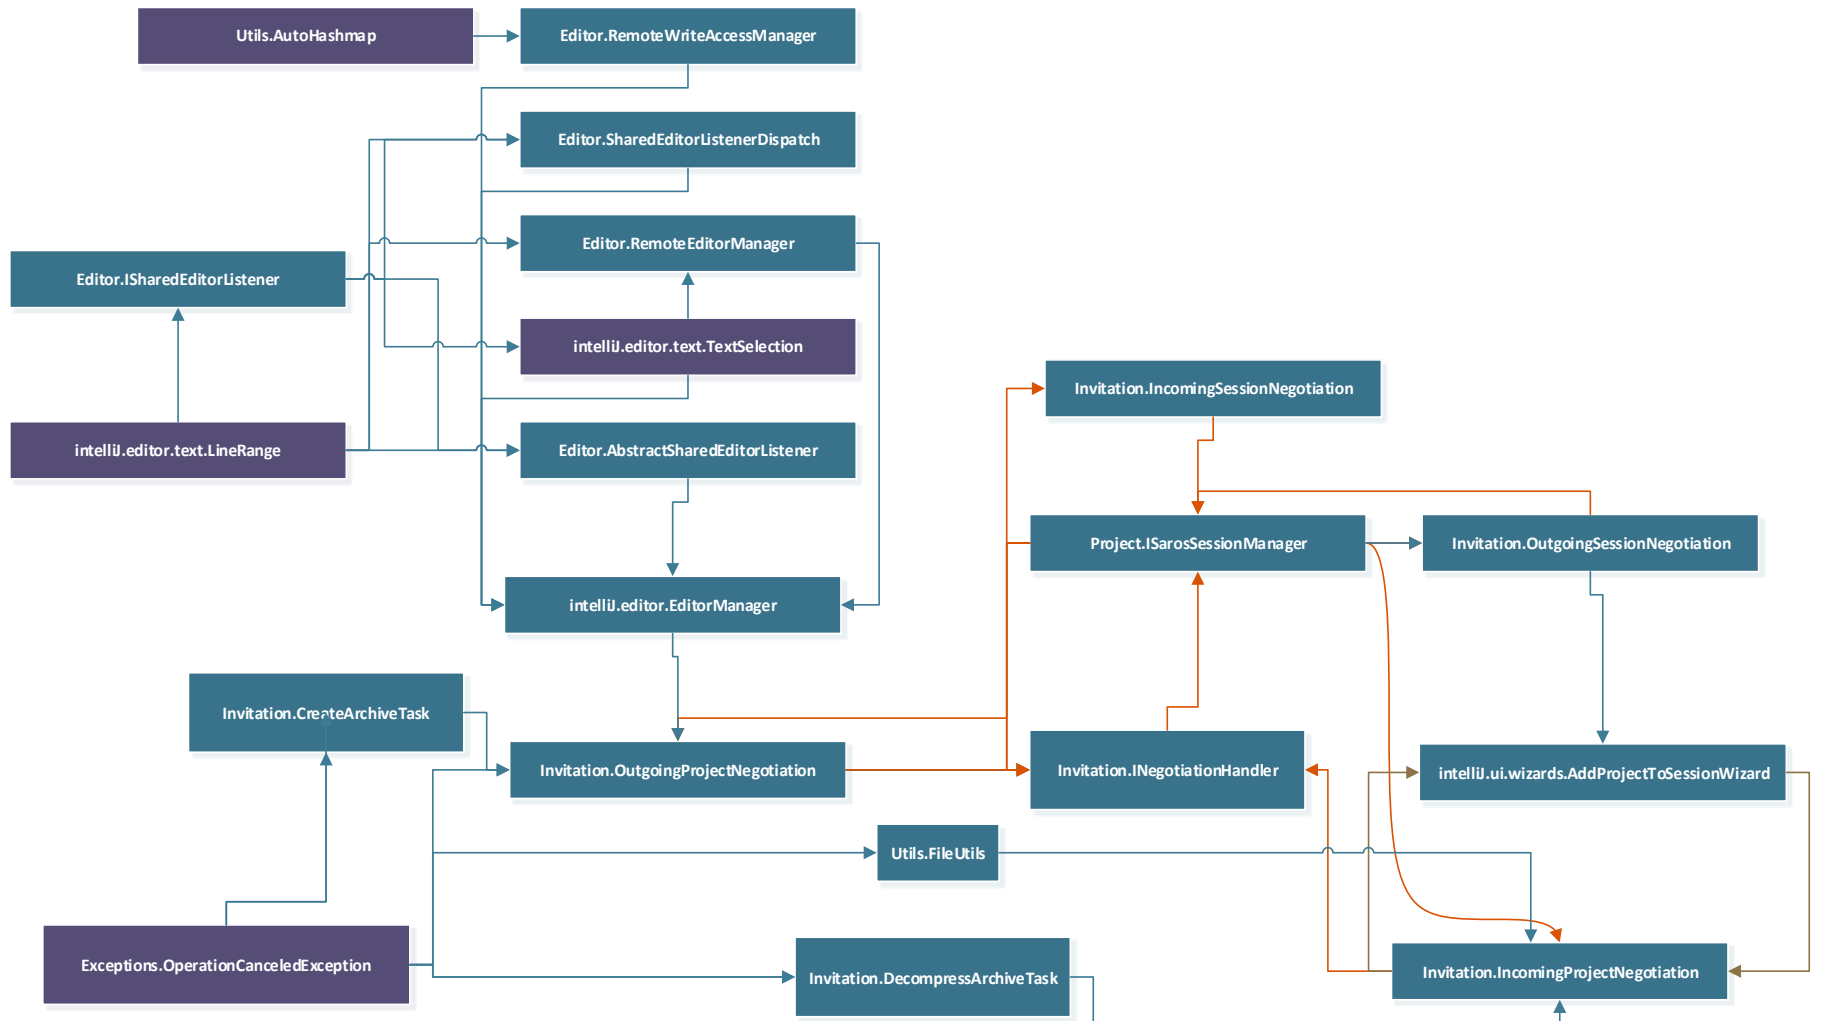 Utils.AutoHashmap
Editor.RemoteWriteAccessManager
Editor.SharedEditorListenerDispatch
Editor.RemoteEditorManager
Editor.ISharedEditorListener
intelliJ.editor.text.TextSelection
Invitation.IncomingSessionNegotiation
intelliJ.editor.text.LineRange
Editor.AbstractSharedEditorListener
Project.ISarosSessionManager
Invitation.OutgoingSessionNegotiation
intelliJ.editor.EditorManager
Invitation.CreateArchiveTask
Invitation.OutgoingProjectNegotiation
Invitation.INegotiationHandler
intelliJ.ui.wizards.AddProjectToSessionWizard
Utils.FileUtils
Exceptions.OperationCanceledException
Invitation.DecompressArchiveTask
Invitation.IncomingProjectNegotiation